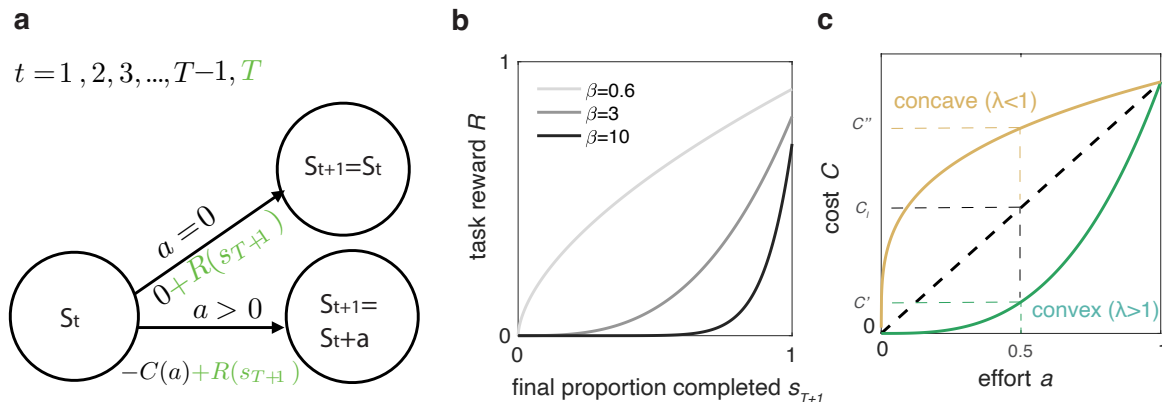 a
t = 1 , 2, 3, ..., T−1, T
St+1=St
a = 0
0+R(sT+1)
St
a > 0
St+1=
St+a
−C(a)+R(sT+1)
b
1
β=0.6
β=3
β=10
task reward R
0
0
1
final proportion completed sT+1
c
concave (λ<1)
C''
cost C
Cl
C'
convex (λ>1)
0
0
0.5
1
effort a